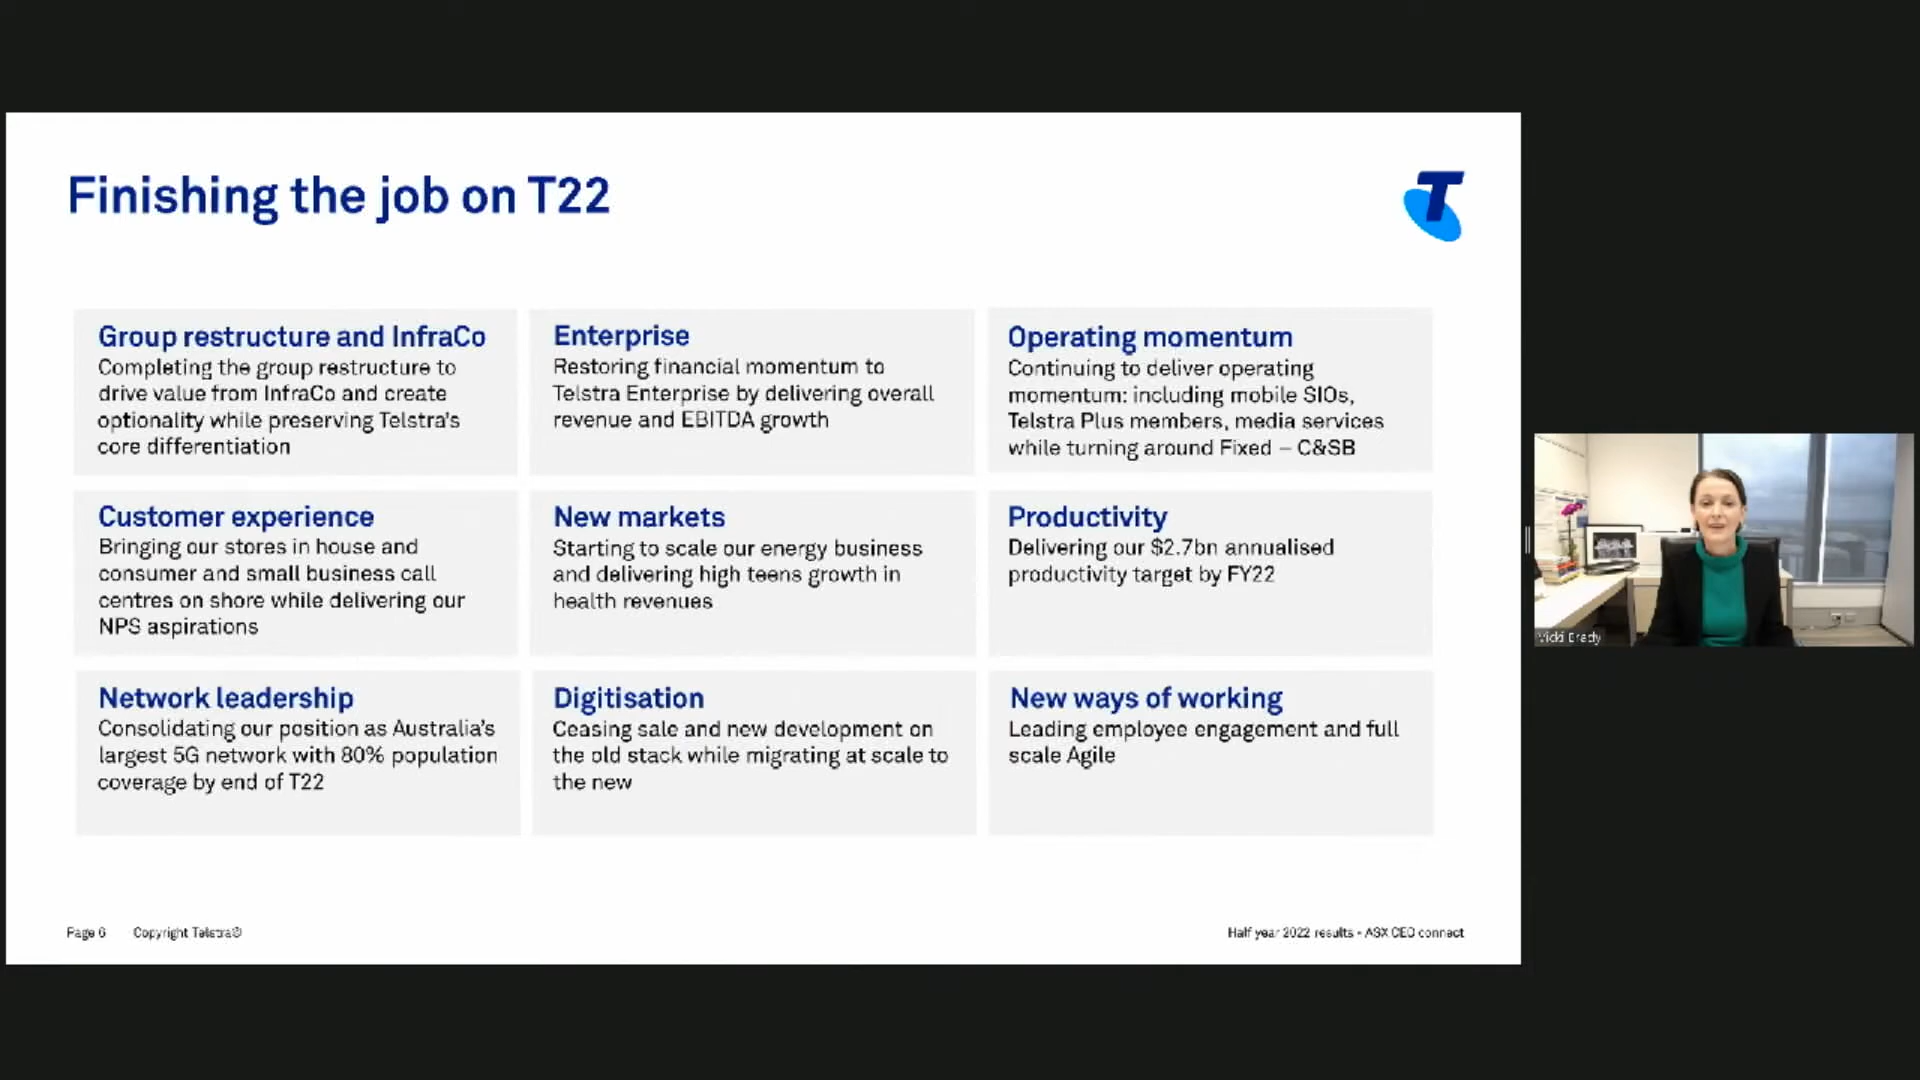 Finishing the job on T22
Group restructure and InfraCo
Completing the group restructure to
drive value from InfraCo and create
optionality while preserving Telstra's
core differentiation
Enterprise
Restoring financial momentum to
Telstra Enterprise by delivering overall
revenue and EBITDA growth
Operating momentum
Continuing to deliver operating
momentum: including mobile SIOs,
Telstra Plus members, media services
while turning around Fixed – C&SB
Customer experience
Bringing our stores in house and
consumer and small business call
centres on shore while delivering our
NPS aspirations
New markets
Starting to scale our energy business
and delivering high teens growth in
health revenues
Productivity
Delivering our $2.7bn annualised
productivity target by FY22
Network leadership
Consolidating our position as Australia's
largest 5G network with 80% population
coverage by end of T22
Digitisation
Ceasing sale and new development on
the old stack while migrating at scale to
the new
New ways of working
Leading employee engagement and full
scale Agile
Page 6 Copyright Telstra©
Half year 2022 results - ASX CEO connect
Vicki Brady